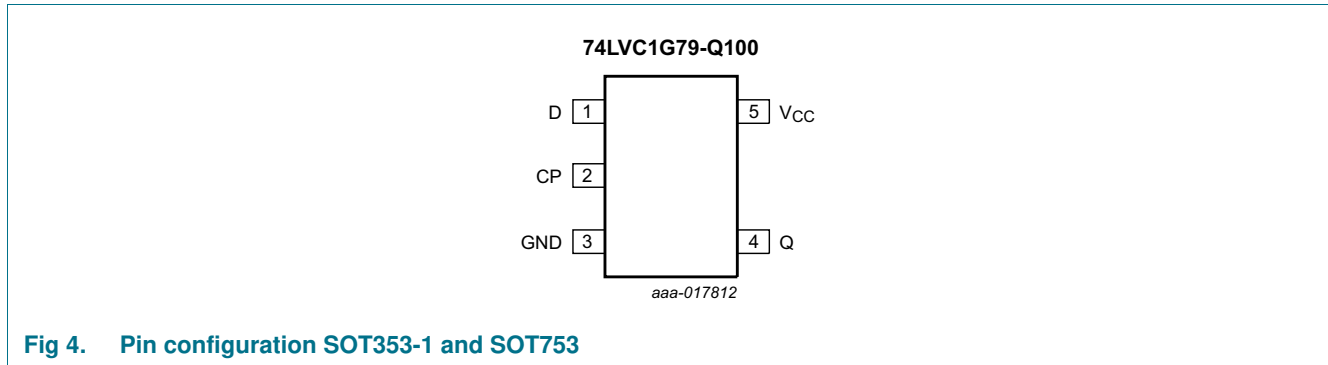 74LVC1G79-Q100
D 1 5 VCC
CP 2
GND 3 4 Q
aaa-017812
Fig 4. Pin configuration SOT353-1 and SOT753